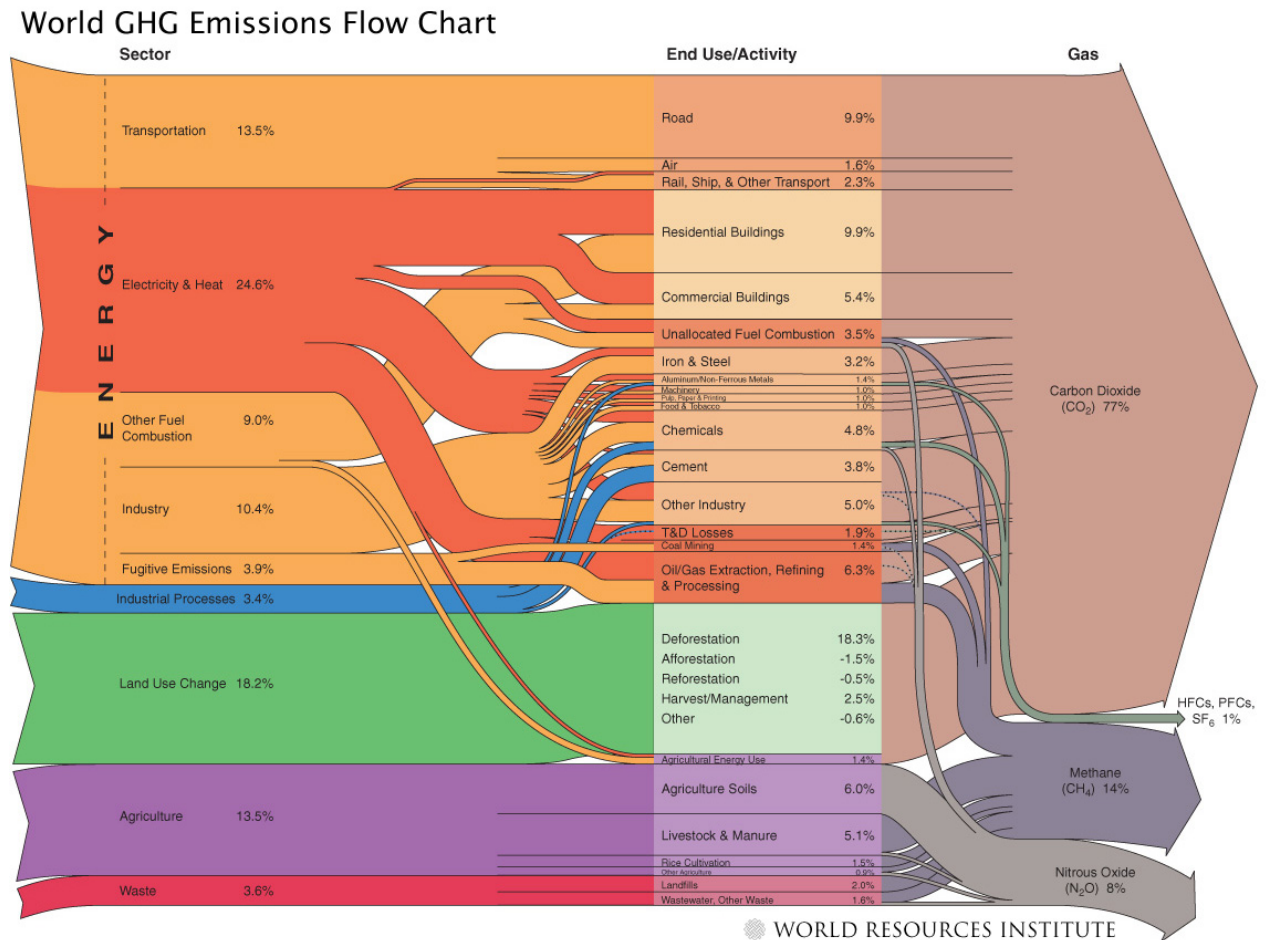 World GHG Emissions Flow Chart
Sector
End Use/Activity
Gas
ENERGY
Transportation 13.5%
Electricity & Heat 24.6%
Other Fuel
Combustion 9.0%
Industry 10.4%
Fugitive Emissions 3.9%
Industrial Processes 3.4%
Land Use Change 18.2%
Agriculture 13.5%
Waste 3.6%
Road 9.9%
Air 1.6%
Rail, Ship, & Other Transport 2.3%
Residential Buildings 9.9%
Commercial Buildings 5.4%
Unallocated Fuel Combustion 3.5%
Iron & Steel 3.2%
Aluminum/Non-Ferrous Metals 1.4%
Machinery 1.0%
Pulp, Paper & Printing 1.0%
Food & Tobacco 1.0%
Chemicals 4.8%
Cement 3.8%
Other Industry 5.0%
T&D Losses 1.9%
Coal Mining 1.4%
Oil/Gas Extraction, Refining 6.3%
& Processing
Deforestation 18.3%
Afforestation -1.5%
Reforestation -0.5%
Harvest/Management 2.5%
Other -0.6%
Agricultural Energy Use 1.4%
Agriculture Soils 6.0%
Livestock & Manure 5.1%
Rice Cultivation 1.5%
Other Agriculture 0.9%
Landfills 2.0%
Wastewater, Other Waste 1.6%
Carbon Dioxide
(CO₂) 77%
HFCs, PFCs,
SF₆ 1%
Methane
(CH₄) 14%
Nitrous Oxide
(N₂O) 8%
WORLD RESOURCES INSTITUTE